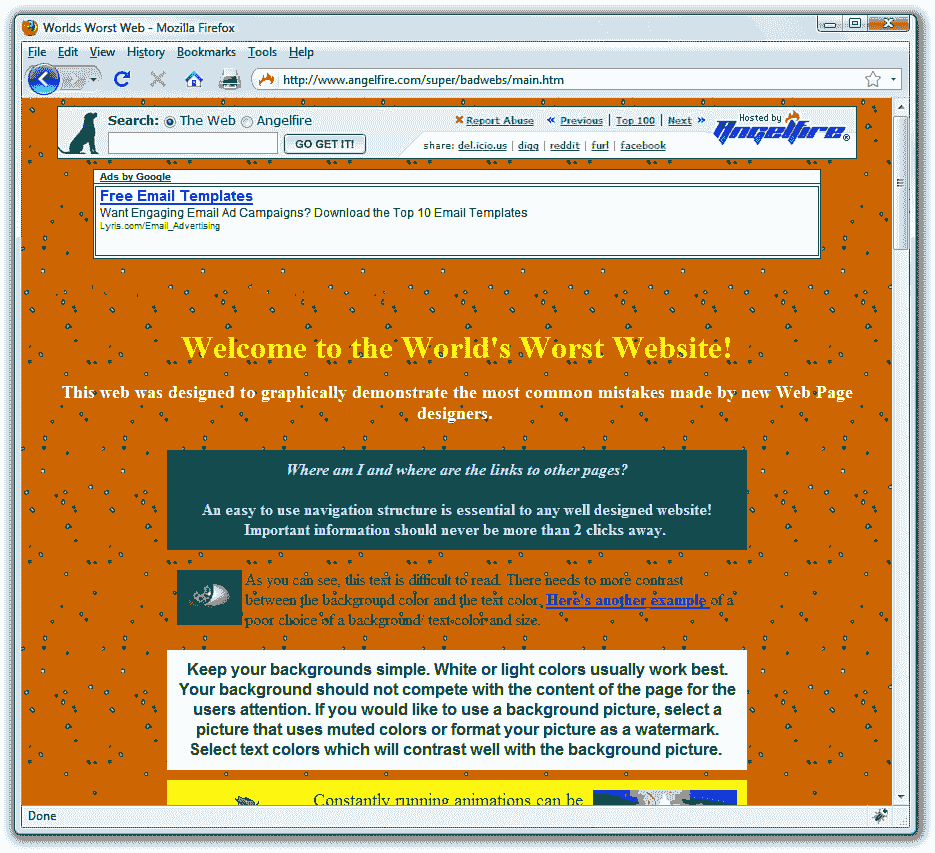 Worlds Worst Web - Mozilla Firefox
File Edit View History Bookmarks Tools Help
http://www.angelfire.com/super/badwebs/main.htm
Search: The Web Angelfire
GO GET IT!
Report Abuse « Previous | Top 100 | Next »
share: del.icio.us | digg | reddit | furl | facebook
Hosted by
Angelfire®
Ads by Google
Free Email Templates
Want Engaging Email Ad Campaigns? Download the Top 10 Email Templates
Lyris.com/Email_Advertising
Welcome to the World's Worst Website!
This web was designed to graphically demonstrate the most common mistakes made by new Web Page
designers.
Where am I and where are the links to other pages?
An easy to use navigation structure is essential to any well designed website!
Important information should never be more than 2 clicks away.
As you can see, this text is difficult to read. There needs to more contrast
between the background color and the text color. Here's another example of a
poor choice of a background/ text color and size.
Keep your backgrounds simple. White or light colors usually work best.
Your background should not compete with the content of the page for the
users attention. If you would like to use a background picture, select a
picture that uses muted colors or format your picture as a watermark.
Select text colors which will contrast well with the background picture.
Constantly running animations can be
Done